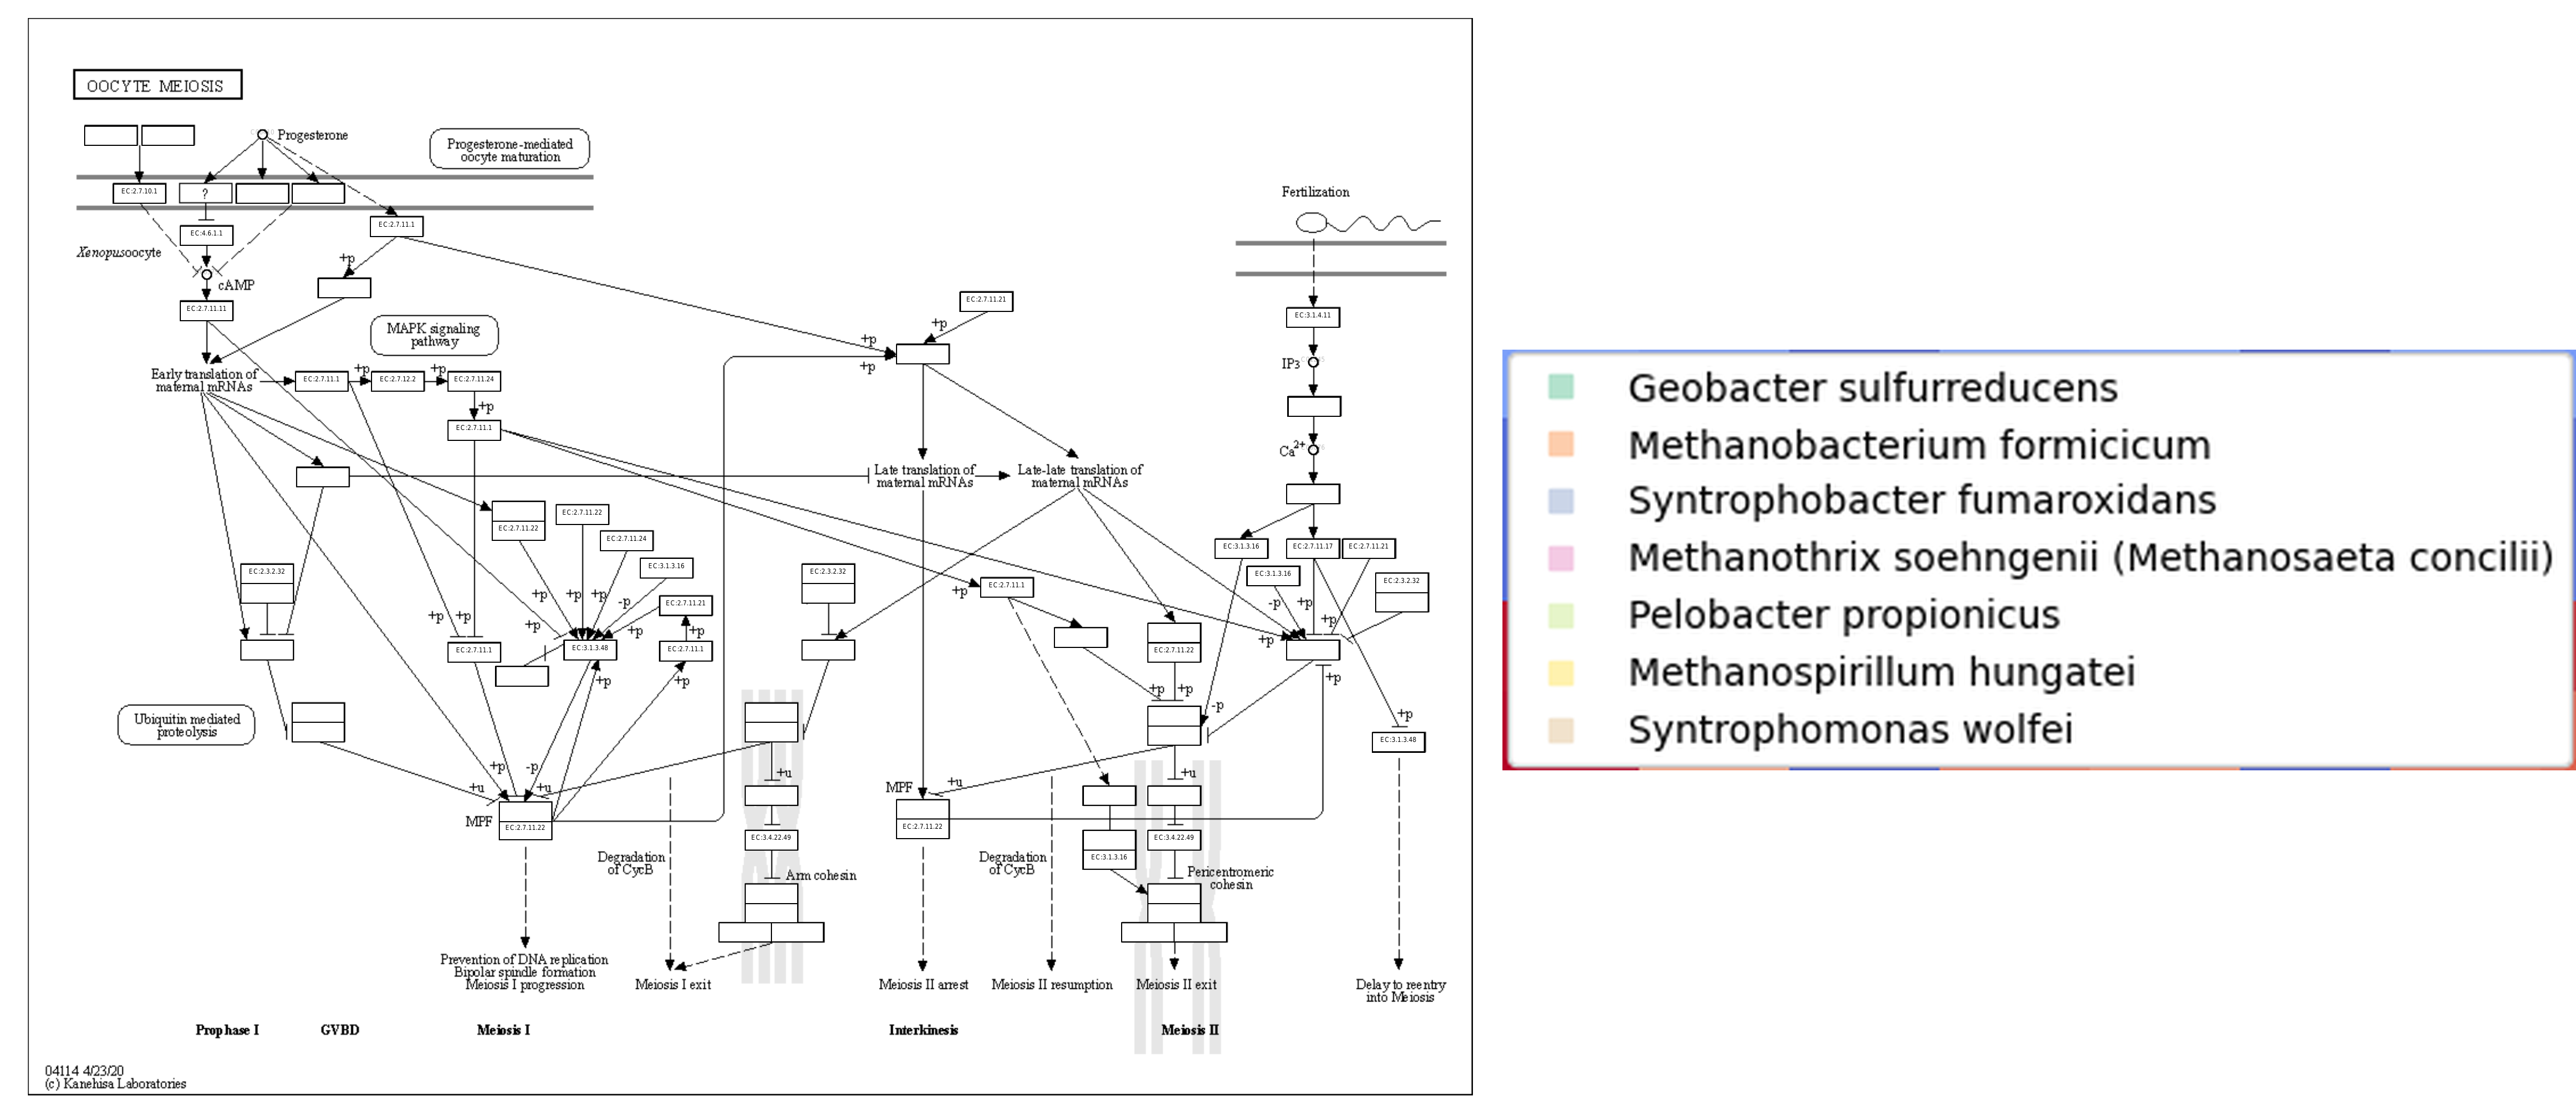 OOCYTE MEIOSIS
Progesterone
Progesterone-mediated
oocyte maturation
EC:2.7.10.1
?
EC:2.7.11.1
EC:4.6.1.1
Xenopus oocyte
+p
cAMP
EC:2.7.11.11
MAPK signaling
pathway
Early translation of
maternal mRNAs
EC:2.7.11.1
+p
EC:2.7.12.2
+p
EC:2.7.11.24
+p
EC:2.7.11.1
EC:2.7.11.21
+p
+p
+p
Late translation of
maternal mRNAs
Late-late translation of
maternal mRNAs
Fertilization
EC:3.1.4.11
IP3
Ca2+
EC:2.7.11.22
EC:2.7.11.22
EC:2.7.11.24
EC:3.1.3.16
EC:2.3.2.32
+p
+p
+p
-p
EC:2.7.11.21
+p
+p
+p
+p
+p
EC:2.7.11.1
EC:3.1.3.48
EC:2.7.11.1
+p
+p
EC:2.3.2.32
+p
EC:2.7.11.1
EC:3.1.3.16
EC:2.7.11.17
EC:2.7.11.21
EC:3.1.3.16
EC:2.3.2.32
-p
+p
+p
+p
EC:2.7.11.22
+p
+p
+p
-p
+p
EC:3.1.3.48
Ubiquitin mediated
proteolysis
+p
-p
+u
+u
MPF
EC:2.7.11.22
+u
EC:3.4.22.49
Arm cohesin
Degradation
of CycB
MPF
+u
EC:2.7.11.22
Degradation
of CycB
+u
EC:3.1.3.16
EC:3.4.22.49
Pericentromeric
cohesin
Prevention of DNA replication
Bipolar spindle formation
Meiosis I progression
Meiosis I exit
Meiosis II arrest
Meiosis II resumption
Meiosis II exit
Delay to reentry
into Meiosis
Prophase I
GVBD
Meiosis I
Interkinesis
Meiosis II
04114 4/23/20
(c) Kanehisa Laboratories
Geobacter sulfurreducens
Methanobacterium formicicum
Syntrophobacter fumaroxidans
Methanothrix soehngenii (Methanosaeta concilii)
Pelobacter propionicus
Methanospirillum hungatei
Syntrophomonas wolfei